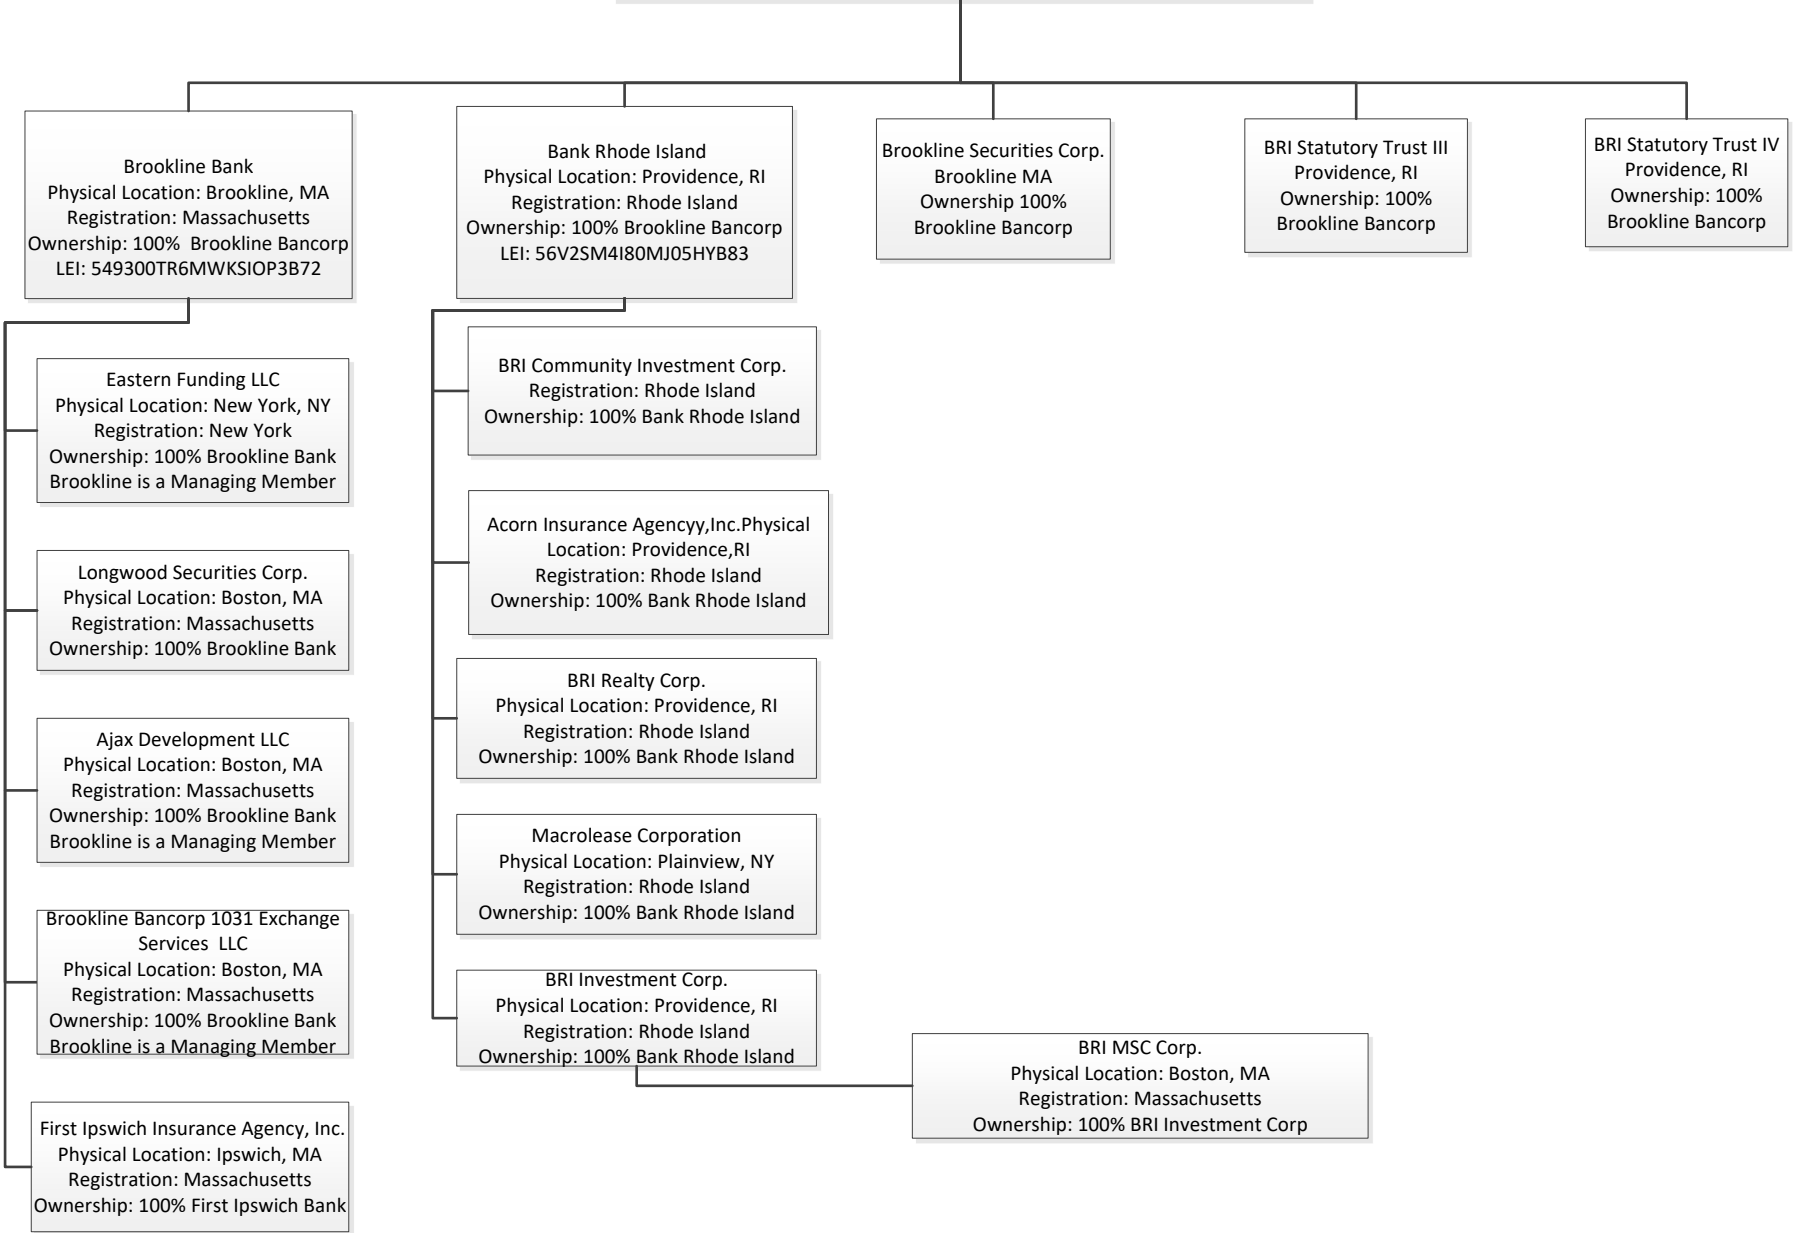 Brookline Bank
Physical Location: Brookline, MA
Registration: Massachusetts
Ownership: 100%  Brookline Bancorp
LEI: 549300TR6MWKSIOP3B72
Bank Rhode Island
Physical Location: Providence, RI
Registration: Rhode Island
Ownership: 100% Brookline Bancorp
LEI: 56V2SM4I80MJ05HYB83
Brookline Securities Corp.
Brookline MA
Ownership 100%
Brookline Bancorp
BRI Statutory Trust III
Providence, RI
Ownership: 100%
Brookline Bancorp
BRI Statutory Trust IV
Providence, RI
Ownership: 100%
Brookline Bancorp
Eastern Funding LLC
Physical Location: New York, NY
Registration: New York
Ownership: 100% Brookline Bank
Brookline is a Managing Member
Longwood Securities Corp.
Physical Location: Boston, MA
Registration: Massachusetts
Ownership: 100% Brookline Bank
Ajax Development LLC
Physical Location: Boston, MA
Registration: Massachusetts
Ownership: 100% Brookline Bank
Brookline is a Managing Member
Brookline Bancorp 1031 Exchange
Services  LLC
Physical Location: Boston, MA
Registration: Massachusetts
Ownership: 100% Brookline Bank
Brookline is a Managing Member
First Ipswich Insurance Agency, Inc.
Physical Location: Ipswich, MA
Registration: Massachusetts
Ownership: 100% First Ipswich Bank
BRI Community Investment Corp.
Registration: Rhode Island
Ownership: 100% Bank Rhode Island
Acorn Insurance Agencyy,Inc.Physical
Location: Providence,RI
Registration: Rhode Island
Ownership: 100% Bank Rhode Island
BRI Realty Corp.
Physical Location: Providence, RI
Registration: Rhode Island
Ownership: 100% Bank Rhode Island
Macrolease Corporation
Physical Location: Plainview, NY
Registration: Rhode Island
Ownership: 100% Bank Rhode Island
BRI Investment Corp.
Physical Location: Providence, RI
Registration: Rhode Island
Ownership: 100% Bank Rhode Island
BRI MSC Corp.
Physical Location: Boston, MA
Registration: Massachusetts
Ownership: 100% BRI Investment Corp